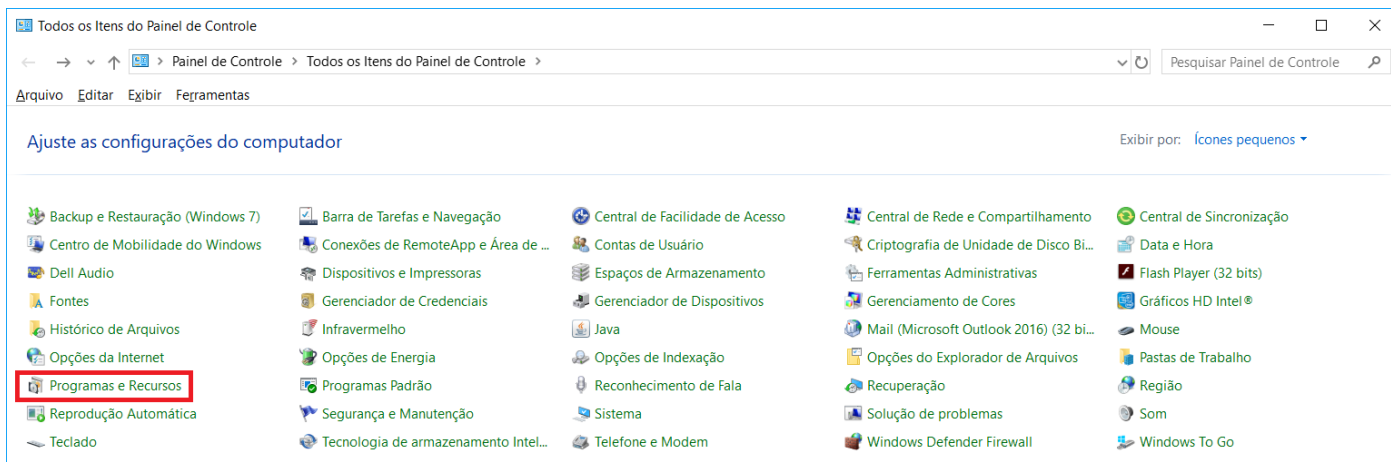 Todos os Itens do Painel de Controle
Painel de Controle > Todos os Itens do Painel de Controle >
Pesquisar Painel de Controle
Arquivo Editar Exibir Ferramentas
Ajuste as configurações do computador
Exibir por: Ícones pequenos
Backup e Restauração (Windows 7) Barra de Tarefas e Navegação Central de Facilidade de Acesso Central de Rede e Compartilhamento Central de Sincronização
Centro de Mobilidade do Windows Conexões de RemoteApp e Área de ... Contas de Usuário Criptografia de Unidade de Disco Bi... Data e Hora
Dell Audio Dispositivos e Impressoras Espaços de Armazenamento Ferramentas Administrativas Flash Player (32 bits)
Fontes Gerenciador de Credenciais Gerenciador de Dispositivos Gerenciamento de Cores Gráficos HD Intel®
Histórico de Arquivos Infravermelho Java Mail (Microsoft Outlook 2016) (32 bi... Mouse
Opções da Internet Opções de Energia Opções de Indexação Opções do Explorador de Arquivos Pastas de Trabalho
Programas e Recursos Programas Padrão Reconhecimento de Fala Recuperação Região
Reprodução Automática Segurança e Manutenção Sistema Solução de problemas Som
Teclado Tecnologia de armazenamento Intel... Telefone e Modem Windows Defender Firewall Windows To Go